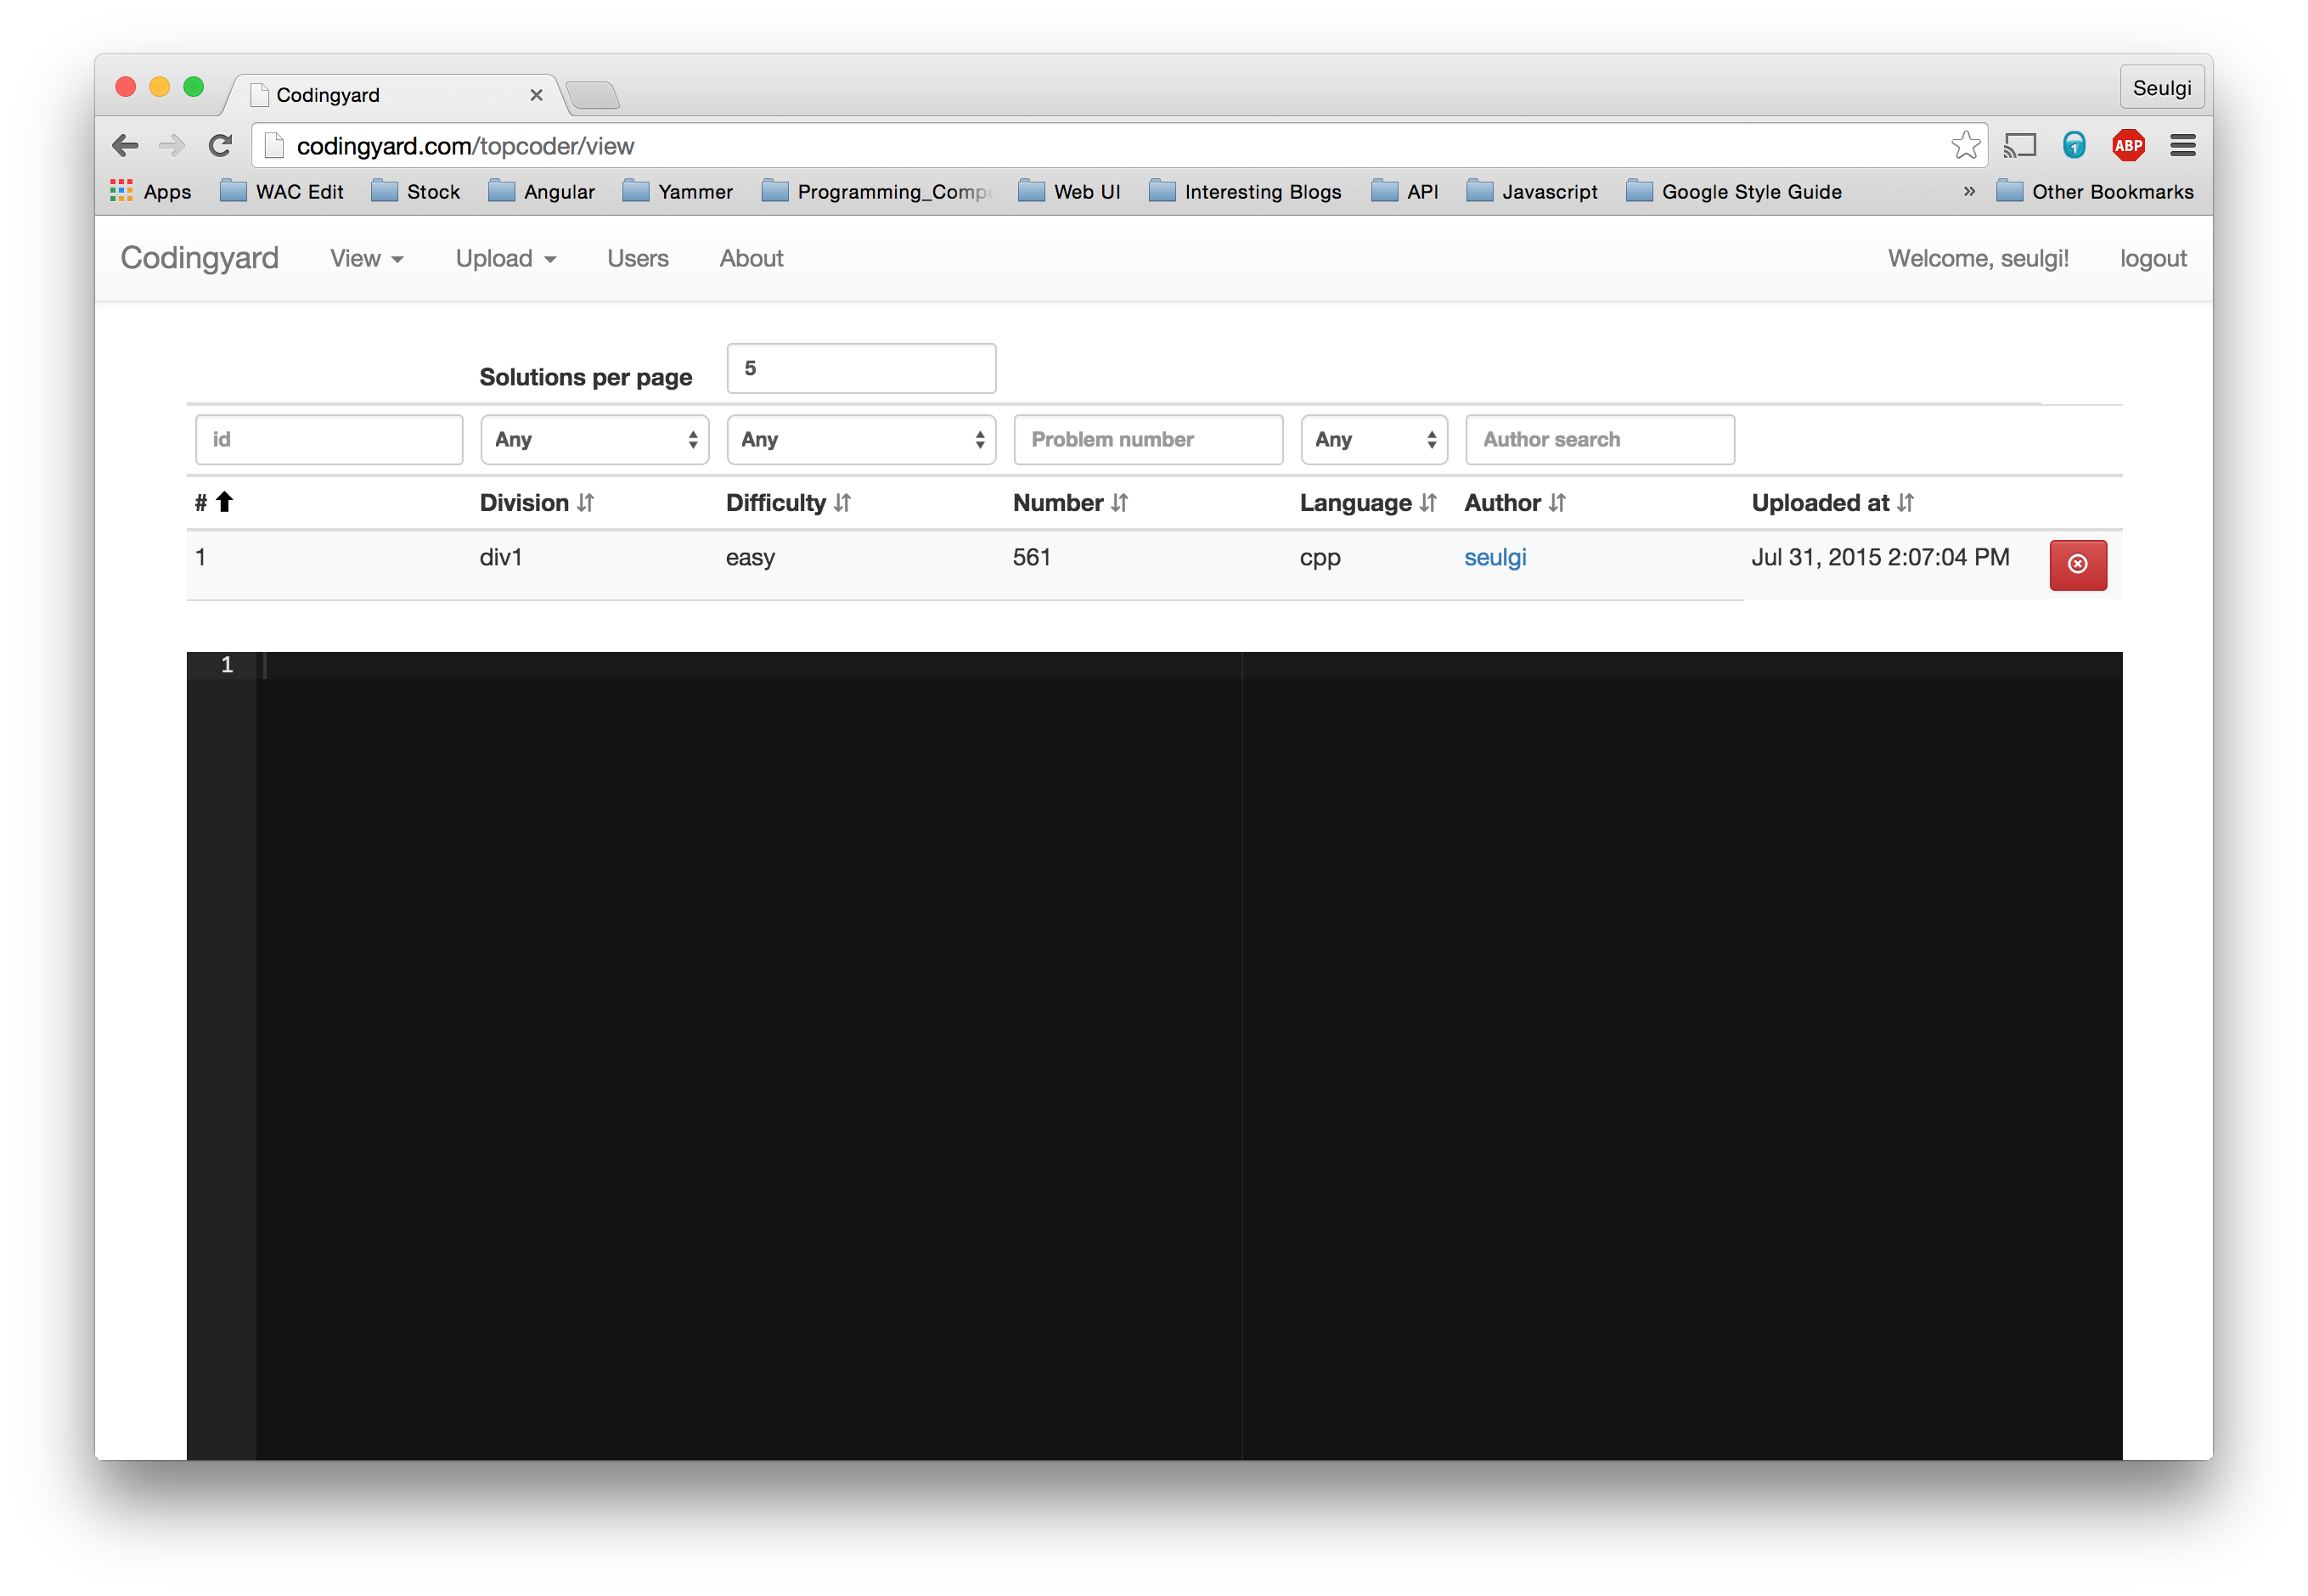 Codingyard
Seulgi
codingyard.com/topcoder/view
1
ABP
Apps WAC Edit Stock Angular Yammer Programming_Comp Web UI Interesting Blogs API Javascript Google Style Guide » Other Bookmarks
Codingyard View Upload Users About Welcome, seulgi! logout
Solutions per page 5
id Any Any Problem number Any Author search
# Division Difficulty Number Language Author Uploaded at
1 div1 easy 561 cpp seulgi Jul 31, 2015 2:07:04 PM
1